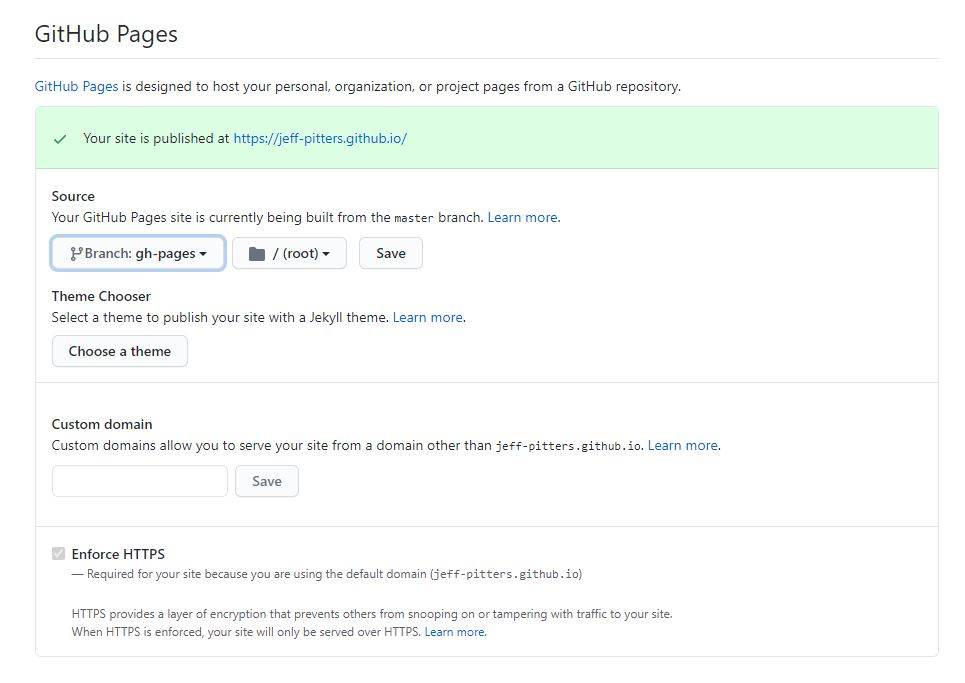 GitHub Pages
GitHub Pages is designed to host your personal, organization, or project pages from a GitHub repository.
Your site is published at https://jeff-pitters.github.io/
Source
Your GitHub Pages site is currently being built from the master branch. Learn more.
Branch: gh-pages / (root) Save
Theme Chooser
Select a theme to publish your site with a Jekyll theme. Learn more.
Choose a theme
Custom domain
Custom domains allow you to serve your site from a domain other than jeff-pitters.github.io. Learn more.
Save
Enforce HTTPS
— Required for your site because you are using the default domain (jeff-pitters.github.io)
HTTPS provides a layer of encryption that prevents others from snooping on or tampering with traffic to your site.
When HTTPS is enforced, your site will only be served over HTTPS. Learn more.